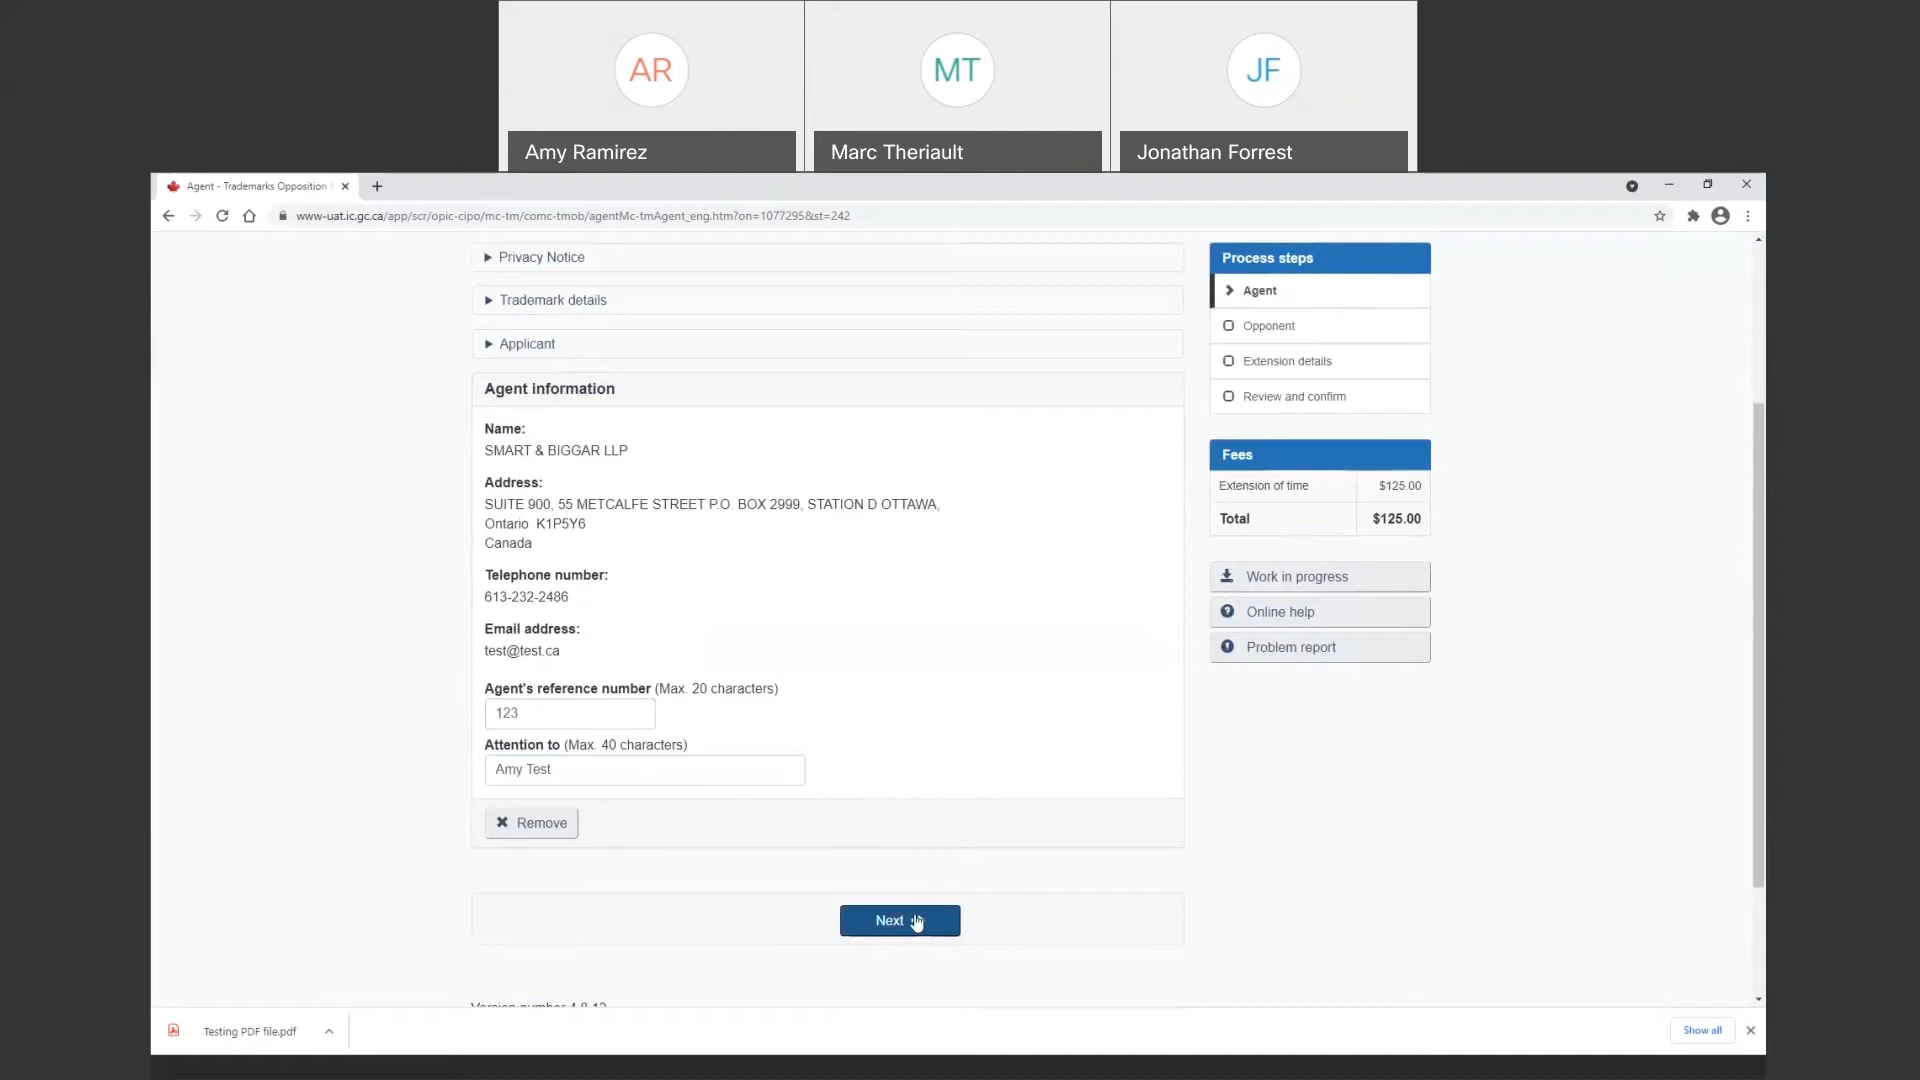 AR
MT
JF
Amy Ramirez
Marc Theriault
Jonathan Forrest
Agent - Trademarks Opposition
www-uat.ic.gc.ca/app/scr/opic-cipo/mc-tm/comc-tmob/agentMc-tmAgent_eng.htm?on=1077295&st=242
Privacy Notice
Trademark details
Applicant
Agent information
Name:
SMART & BIGGAR LLP
Address:
SUITE 900, 55 METCALFE STREET P.O. BOX 2999, STATION D OTTAWA,
Ontario K1P5Y6
Canada
Telephone number:
613-232-2486
Email address:
test@test.ca
Agent's reference number (Max. 20 characters)
123
Attention to (Max. 40 characters)
Amy Test
Remove
Next
Process steps
Agent
Opponent
Extension details
Review and confirm
Fees
Extension of time $125.00
Total $125.00
Work in progress
Online help
Problem report
Version number 4.8.12
Testing PDF file.pdf
Show all